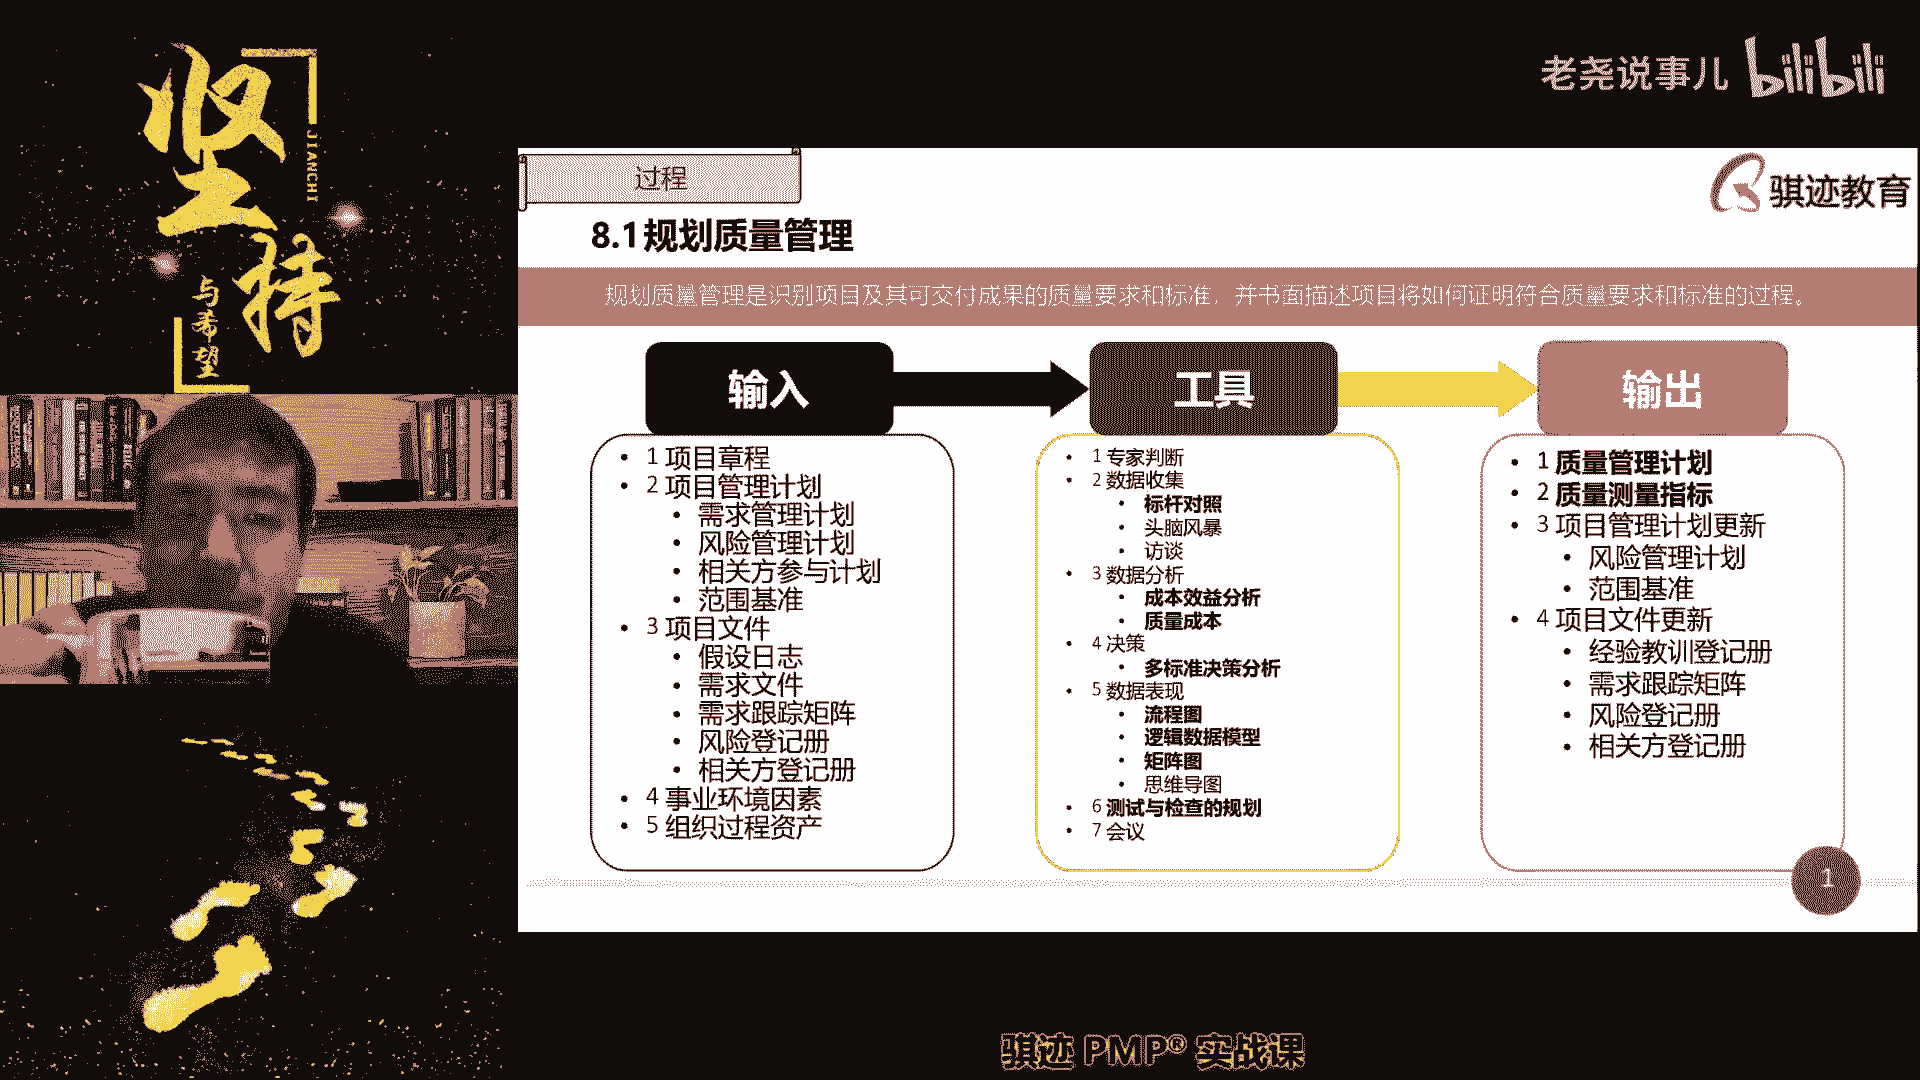 坚持
JIANCHI
与希望
老尧说事儿 bilibili
过程
骐迹教育
8.1规划质量管理
规划质量管理是识别项目及其可交付成果的质量要求和标准，并书面描述项目将如何证明符合质量要求和标准的过程。
输入
• 1 项目章程
• 2 项目管理计划
• 需求管理计划
• 风险管理计划
• 相关方参与计划
• 范围基准
• 3 项目文件
• 假设日志
• 需求文件
• 需求跟踪矩阵
• 风险登记册
• 相关方登记册
• 4 事业环境因素
• 5 组织过程资产
工具
• 1 专家判断
• 2 数据收集
• 标杆对照
• 头脑风暴
• 访谈
• 3 数据分析
• 成本效益分析
• 质量成本
• 4 决策
• 多标准决策分析
• 5 数据表现
• 流程图
• 逻辑数据模型
• 矩阵图
• 思维导图
• 6 测试与检查的规划
• 7 会议
输出
• 1 质量管理计划
• 2 质量测量指标
• 3 项目管理计划更新
• 风险管理计划
• 范围基准
• 4 项目文件更新
• 经验教训登记册
• 需求跟踪矩阵
• 风险登记册
• 相关方登记册
1
骐迹 PMP® 实战课